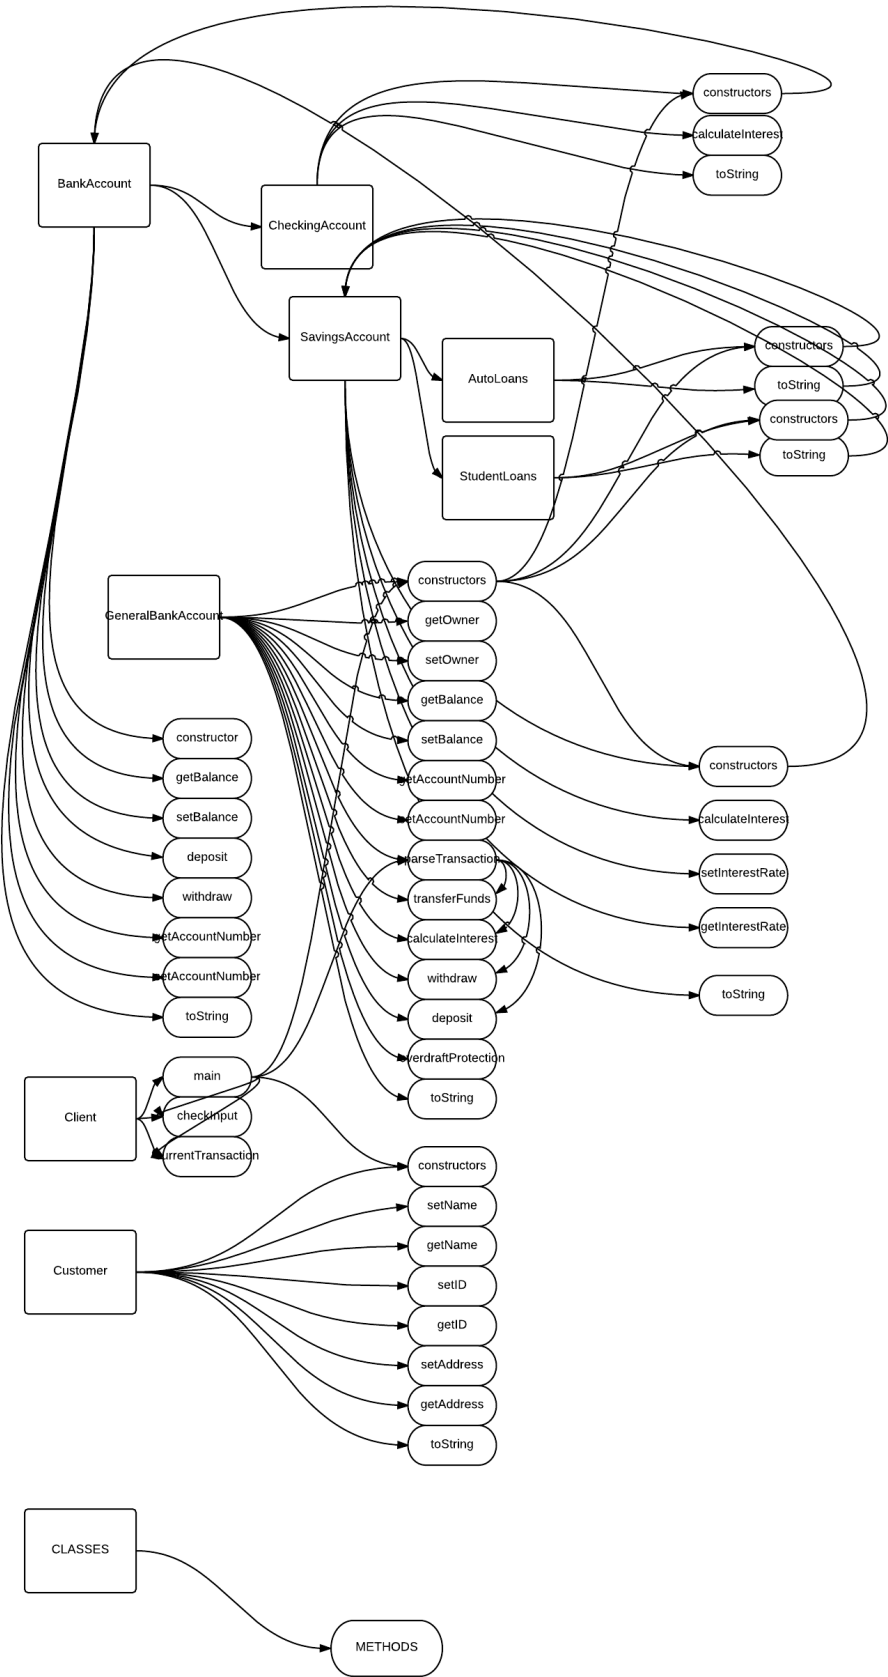 constructors
calculateInterest
toString
BankAccount
CheckingAccount
SavingsAccount
AutoLoans
constructors
toString
constructors
toString
StudentLoans
GeneralBankAccount
constructors
getOwner
setOwner
getBalance
setBalance
getAccountNumber
setAccountNumber
parseTransaction
transferFunds
calculateInterest
withdraw
deposit
overdraftProtection
toString
constructor
getBalance
setBalance
deposit
withdraw
getAccountNumber
setAccountNumber
toString
constructors
calculateInterest
setInterestRate
getInterestRate
toString
Client
main
checkInput
currentTransaction
Customer
constructors
setName
getName
setID
getID
setAddress
getAddress
toString
CLASSES
METHODS